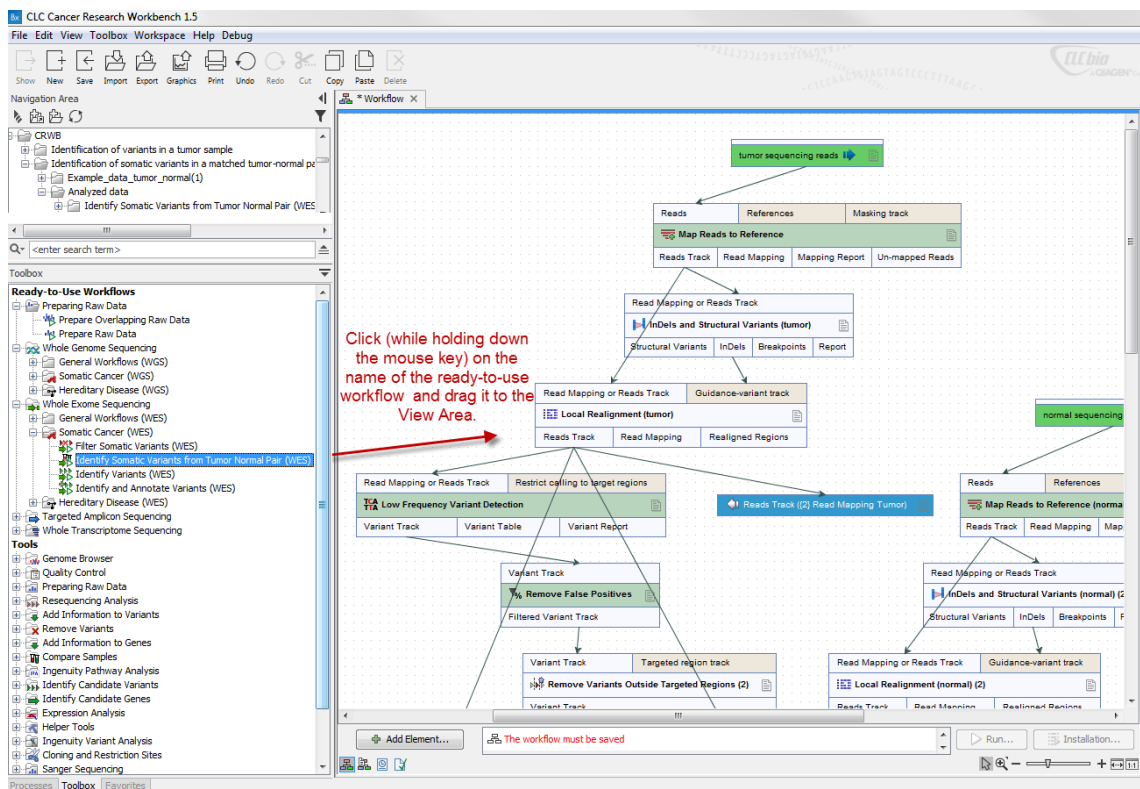 CLC Cancer Research Workbench 1.5
File Edit View Toolbox Workspace Help Debug
Show New Save Import Export Graphics Print Undo Redo Cut Copy Paste Delete
CLC bio
A QIAGEN
Navigation Area
CRWB
Identification of variants in a tumor sample
Identification of somatic variants in a matched tumor-normal pa
Example_data_tumor_normal(1)
Analyzed data
Identify Somatic Variants from Tumor Normal Pair (WES
<enter search term>
Toolbox
Ready-to-Use Workflows
Preparing Raw Data
Prepare Overlapping Raw Data
Prepare Raw Data
Whole Genome Sequencing
General Workflows (WGS)
Somatic Cancer (WGS)
Hereditary Disease (WGS)
Whole Exome Sequencing
General Workflows (WES)
Somatic Cancer (WES)
Filter Somatic Variants (WES)
Identify Somatic Variants from Tumor Normal Pair (WES)
Identify Variants (WES)
Identify and Annotate Variants (WES)
Hereditary Disease (WES)
Targeted Amplicon Sequencing
Whole Transcriptome Sequencing
Tools
Genome Browser
Quality Control
Preparing Raw Data
Resequencing Analysis
Add Information to Variants
Remove Variants
Add Information to Genes
Compare Samples
Ingenuity Pathway Analysis
Identify Candidate Variants
Identify Candidate Genes
Expression Analysis
Helper Tools
Ingenuity Variant Analysis
Cloning and Restriction Sites
Sanger Sequencing
Processes Toolbox Favorites
* Workflow
tumor sequencing reads
Reads References Masking track
Map Reads to Reference
Reads Track Read Mapping Mapping Report Un-mapped Reads
Read Mapping or Reads Track
InDels and Structural Variants (tumor)
Structural Variants InDels Breakpoints Report
Click (while holding down
the mouse key) on the
name of the ready-to-use
workflow and drag it to the
View Area.
Read Mapping or Reads Track Guidance-variant track
Local Realignment (tumor)
Reads Track Read Mapping Realigned Regions
normal sequencing
Read Mapping or Reads Track Restrict calling to target regions
Low Frequency Variant Detection
Variant Track Variant Table Variant Report
Reads Track ({2} Read Mapping Tumor)
Reads References
Map Reads to Reference (norma
Reads Track Read Mapping Map
Variant Track
Remove False Positives
Filtered Variant Track
Read Mapping or Reads Track
InDels and Structural Variants (normal) (2
Structural Variants InDels Breakpoints
Variant Track Targeted region track
Remove Variants Outside Targeted Regions (2)
Variant Track
Read Mapping or Reads Track Guidance-variant track
Local Realignment (normal) (2)
Reads Track Read Mapping Realigned Regions
Add Element...
The workflow must be saved
Run...
Installation...
1:1